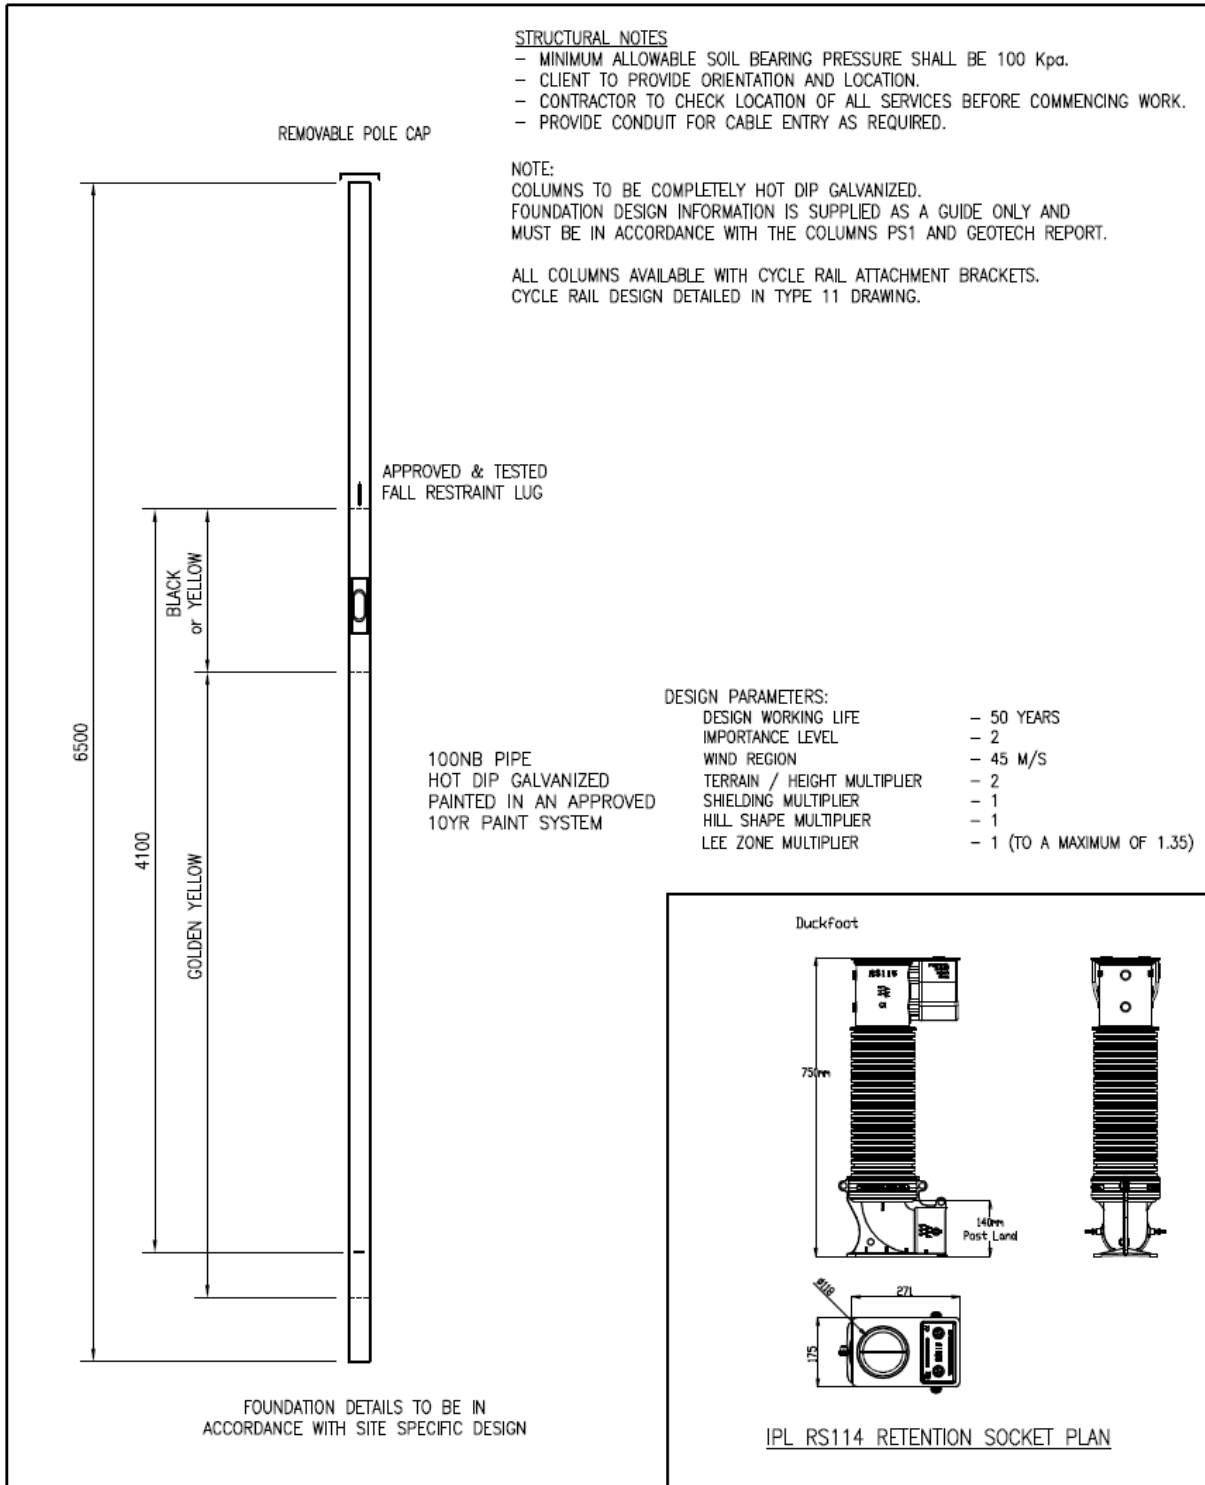 STRUCTURAL NOTES
- MINIMUM ALLOWABLE SOIL BEARING PRESSURE SHALL BE 100 Kpa.
- CLIENT TO PROVIDE ORIENTATION AND LOCATION.
- CONTRACTOR TO CHECK LOCATION OF ALL SERVICES BEFORE COMMENCING WORK.
- PROVIDE CONDUIT FOR CABLE ENTRY AS REQUIRED.
REMOVABLE POLE CAP
NOTE:
COLUMNS TO BE COMPLETELY HOT DIP GALVANIZED.
FOUNDATION DESIGN INFORMATION IS SUPPLIED AS A GUIDE ONLY AND
MUST BE IN ACCORDANCE WITH THE COLUMNS PS1 AND GEOTECH REPORT.
ALL COLUMNS AVAILABLE WITH CYCLE RAIL ATTACHMENT BRACKETS.
CYCLE RAIL DESIGN DETAILED IN TYPE 11 DRAWING.
APPROVED & TESTED
FALL RESTRAINT LUG
BLACK
or YELLOW
6500
4100
GOLDEN YELLOW
100NB PIPE
HOT DIP GALVANIZED
PAINTED IN AN APPROVED
10YR PAINT SYSTEM
DESIGN PARAMETERS:
DESIGN WORKING LIFE - 50 YEARS
IMPORTANCE LEVEL - 2
WIND REGION - 45 M/S
TERRAIN / HEIGHT MULTIPLIER - 2
SHIELDING MULTIPLIER - 1
HILL SHAPE MULTIPLIER - 1
LEE ZONE MULTIPLIER - 1 (TO A MAXIMUM OF 1.35)
Duckfoot
RS115
750mm
140mm
Post Land
ø118
271
175
IPL RS114 RETENTION SOCKET PLAN
FOUNDATION DETAILS TO BE IN
ACCORDANCE WITH SITE SPECIFIC DESIGN